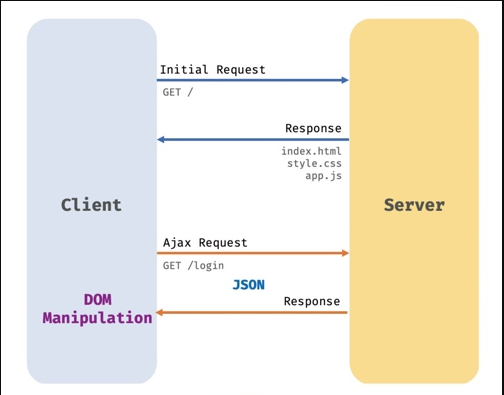 Initial Request
GET /
Response
index.html
style.css
app.js
Client
Server
Ajax Request
GET /login
JSON
Response
DOM
Manipulation